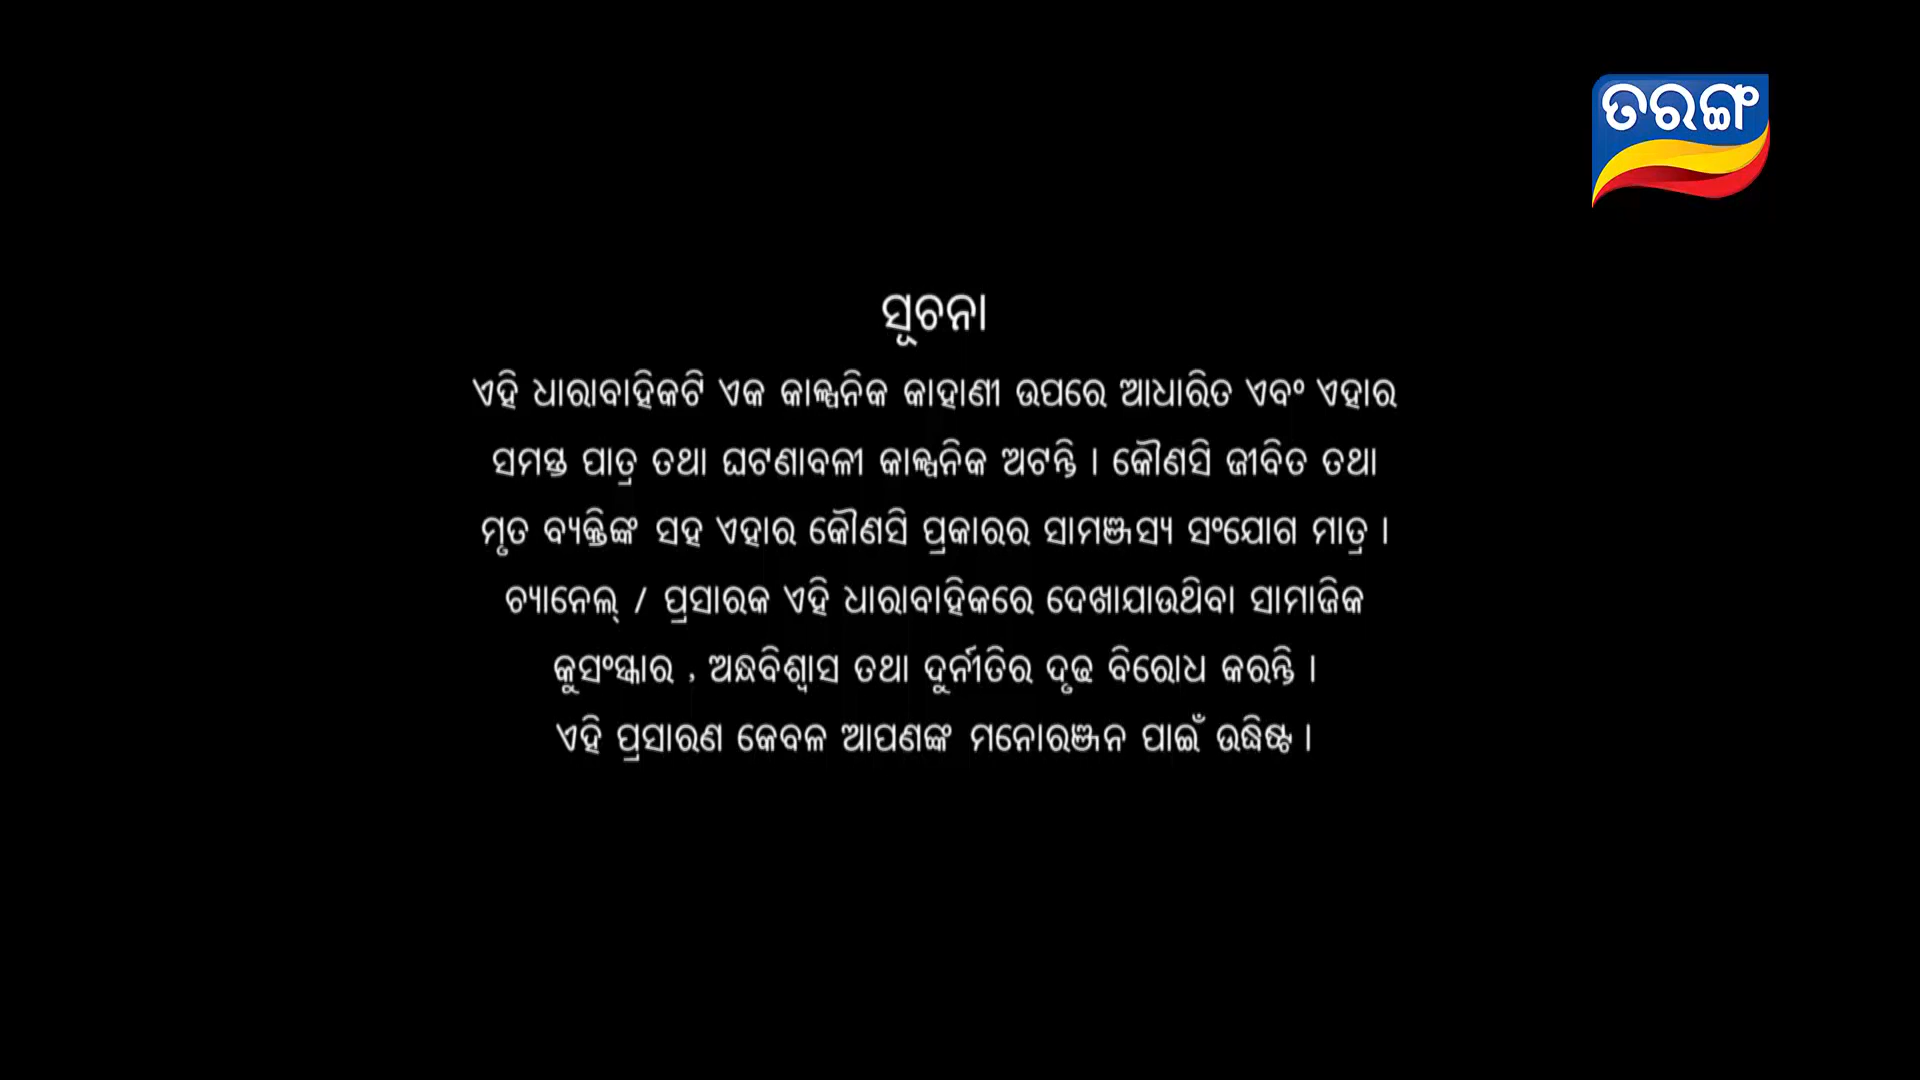 ତରଙ୍ଗ
ସୂଚନା
ଏହି ଧାରାବାହିକଟି ଏକ କାଳ୍ପନିକ କାହାଣୀ ଉପରେ ଆଧାରିତ ଏବଂ ଏହାର
ସମସ୍ତ ପାତ୍ର ତଥା ଘଟଣାବଳୀ କାଳ୍ପନିକ ଅଟନ୍ତି । କୌଣସି ଜୀବିତ ତଥା
ମୃତ ବ୍ୟକ୍ତିଙ୍କ ସହ ଏହାର କୌଣସି ପ୍ରକାରର ସାମଞ୍ଜସ୍ୟ ସଂଯୋଗ ମାତ୍ର ।
ଚ୍ୟାନେଲ୍ / ପ୍ରସାରକ ଏହି ଧାରାବାହିକରେ ଦେଖାଯାଉଥିବା ସାମାଜିକ
କୁସଂସ୍କାର , ଅନ୍ଧବିଶ୍ୱାସ ତଥା ଦୁର୍ନୀତିର ଦୃଢ ବିରୋଧ କରନ୍ତି ।
ଏହି ପ୍ରସାରଣ କେବଳ ଆପଣଙ୍କ ମନୋରଞ୍ଜନ ପାଇଁ ଉଦ୍ଧିଷ୍ଟ ।